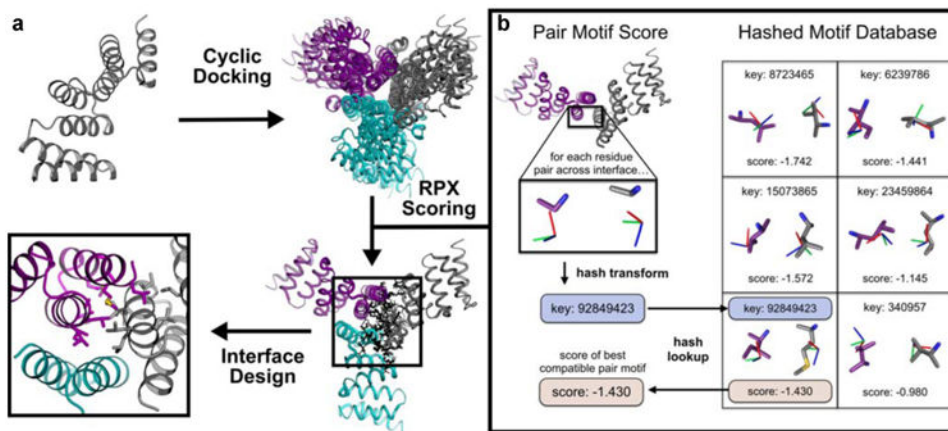 a
Cyclic
Docking
RPX
Scoring
Interface
Design
b
Pair Motif Score
for each residue
pair across interface...
hash transform
key: 92849423
hash
lookup
score of best
compatible pair motif
score: -1.430
Hashed Motif Database
key: 8723465
score: -1.742
key: 6239786
score: -1.441
key: 15073865
score: -1.572
key: 23459864
score: -1.145
key: 92849423
score: -1.430
key: 340957
score: -0.980